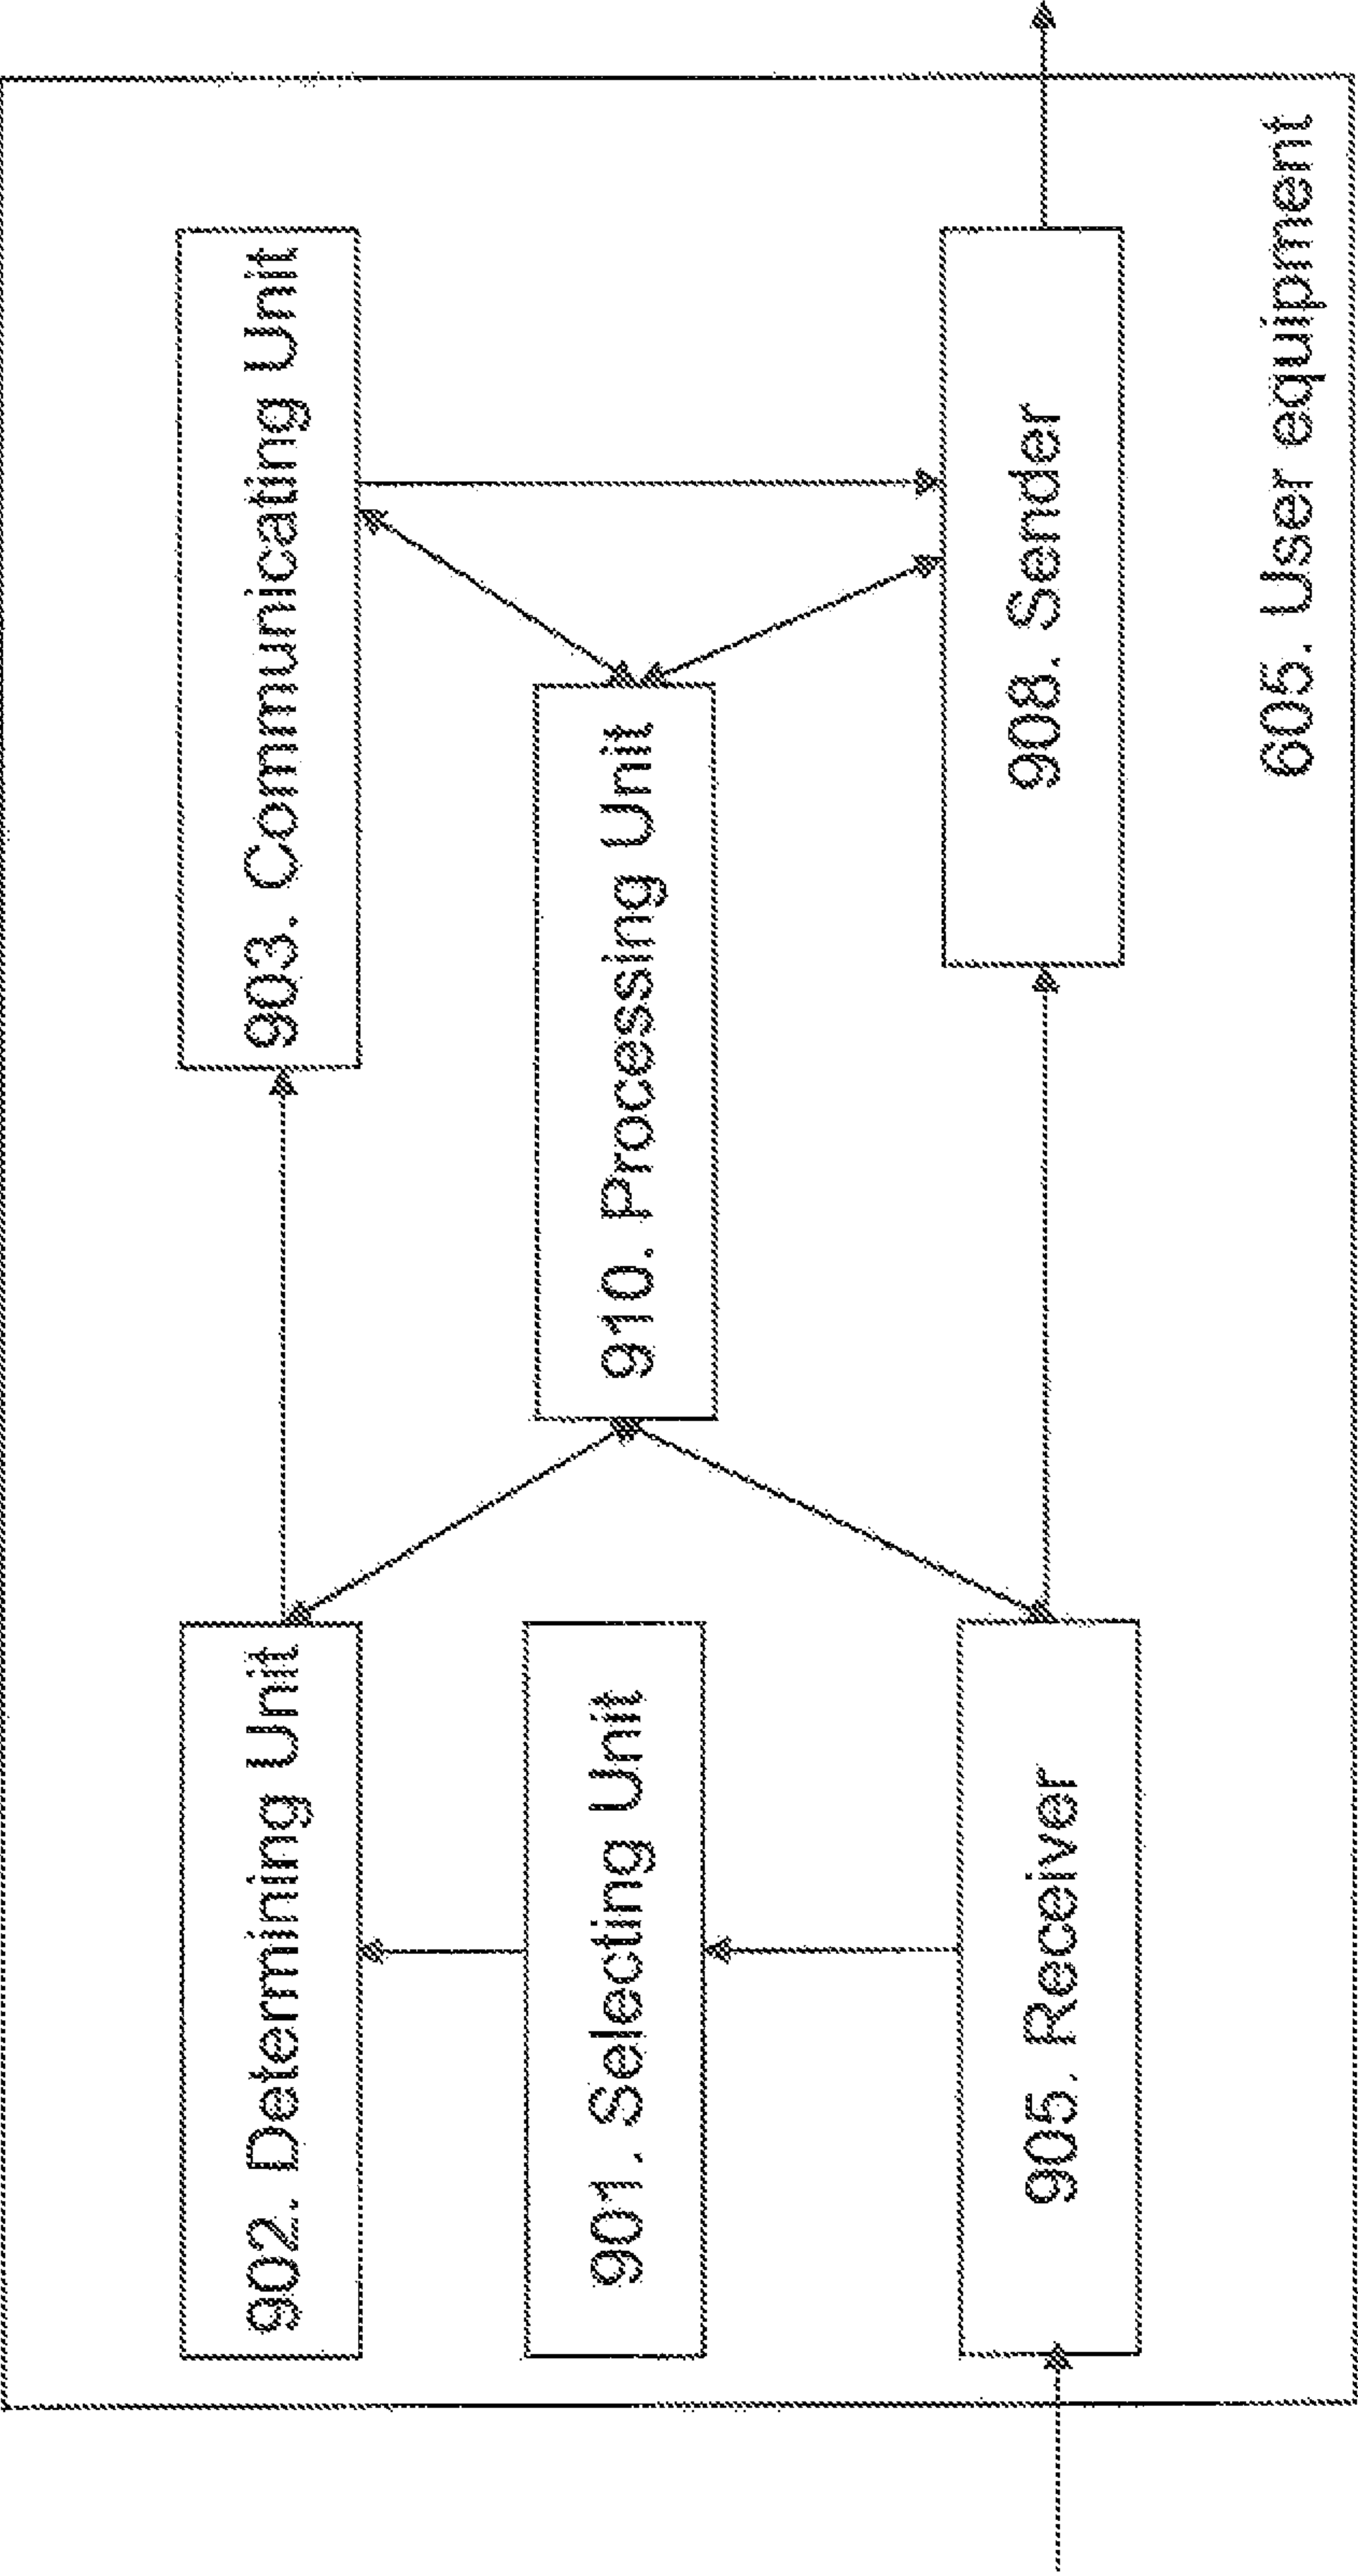 902. Determining Unit
903. Communicating Unit
901. Selecting Unit
910. Processing Unit
905. Receiver
908. Sender
605. User equipment